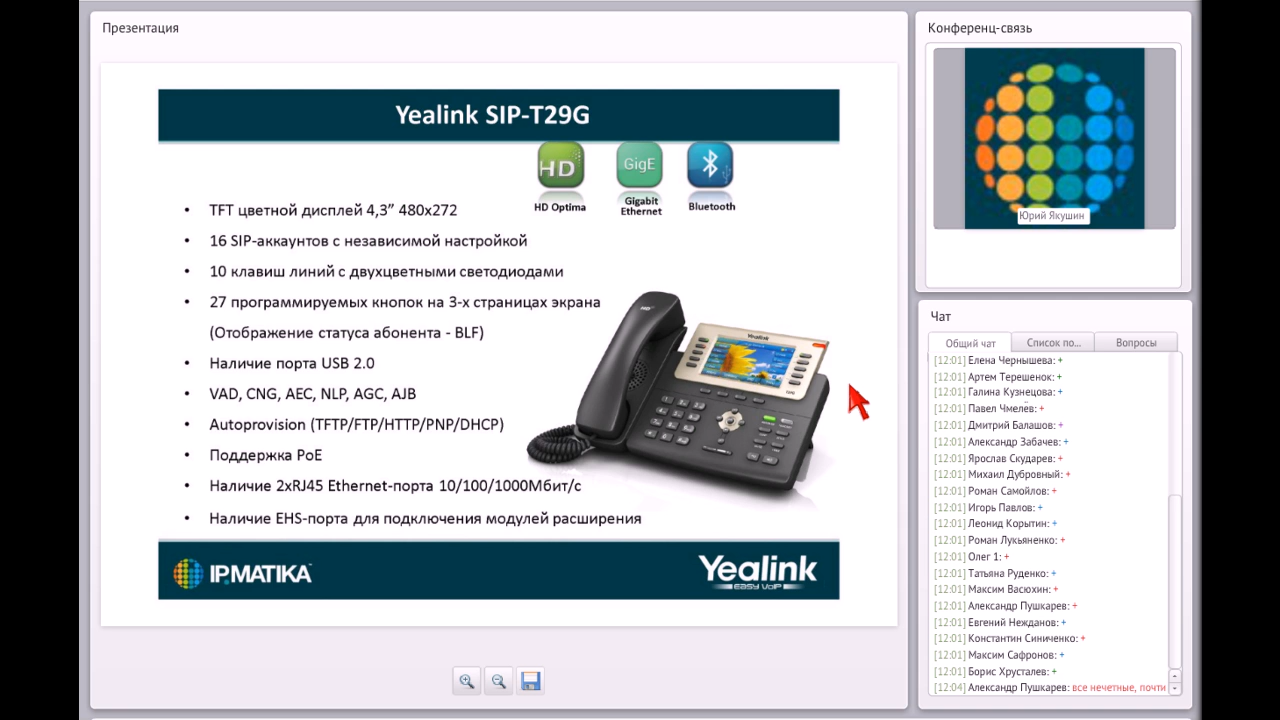 Презентация
Yealink SIP-T29G
HD
GigE
HD Optima
Gigabit
Ethernet
Bluetooth
• TFT цветной дисплей 4,3” 480x272
• 16 SIP-аккаунтов с независимой настройкой
• 10 клавиш линий с двухцветными светодиодами
• 27 программируемых кнопок на 3-х страницах экрана
(Отображение статуса абонента - BLF)
• Наличие порта USB 2.0
• VAD, CNG, AEC, NLP, AGC, AJB
• Autoprovision (TFTP/FTP/HTTP/PNP/DHCP)
• Поддержка PoE
• Наличие 2xRJ45 Ethernet-порта 10/100/1000Мбит/с
• Наличие EHS-порта для подключения модулей расширения
Yealink
IPMATIKA
Yealink
EASY VoIP
Конференц-связь
Юрий Якушин
Чат
Общий чат
Список по...
Вопросы
[12:01] Елена Чернышева: +
[12:01] Артем Терешенок: +
[12:01] Галина Кузнецова: +
[12:01] Павел Чмелёв: +
[12:01] Дмитрий Балашов: +
[12:01] Александр Забачев: +
[12:01] Ярослав Скударев: +
[12:01] Михаил Дубровный: +
[12:01] Роман Самойлов: +
[12:01] Игорь Павлов: +
[12:01] Леонид Корытин: +
[12:01] Роман Лукьяненко: +
[12:01] Олег 1: +
[12:01] Татьяна Руденко: +
[12:01] Максим Васюхин: +
[12:01] Александр Пушкарев: +
[12:01] Евгений Нежданов: +
[12:01] Константин Синиченко: +
[12:01] Максим Сафронов: +
[12:01] Борис Хрусталев: +
[12:04] Александр Пушкарев: все нечетные, почти